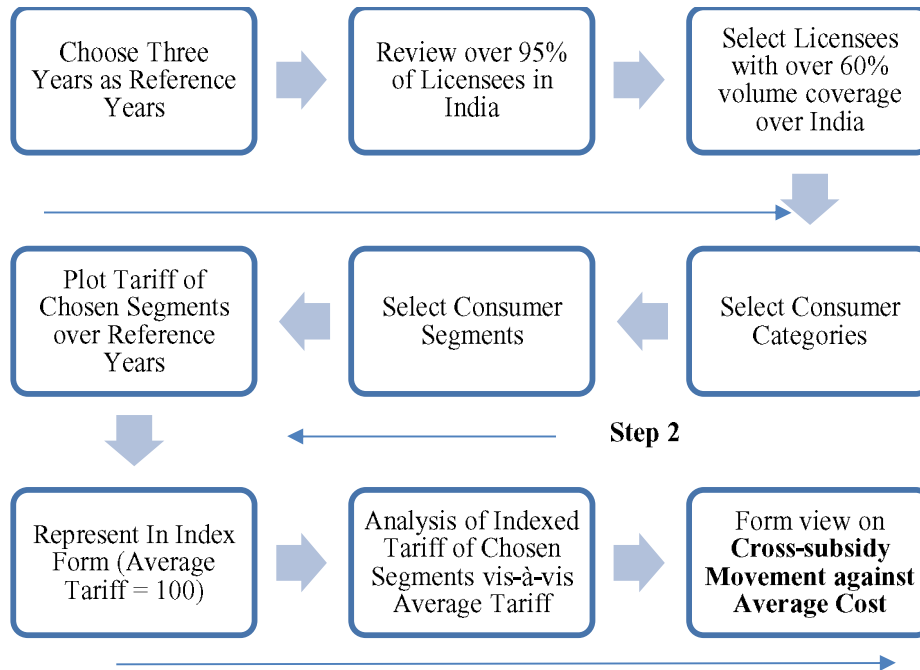 Choose Three
Years as Reference
Years
Review over 95%
of Licensees in
India
Select Licensees
with over 60%
volume coverage
over India
Select Consumer
Categories
Select Consumer
Segments
Plot Tariff of
Chosen Segments
over Reference
Years
Step 2
Represent In Index
Form (Average
Tariff = 100)
Analysis of Indexed
Tariff of Chosen
Segments vis-à-vis
Average Tariff
Form view on
Cross-subsidy
Movement against
Average Cost